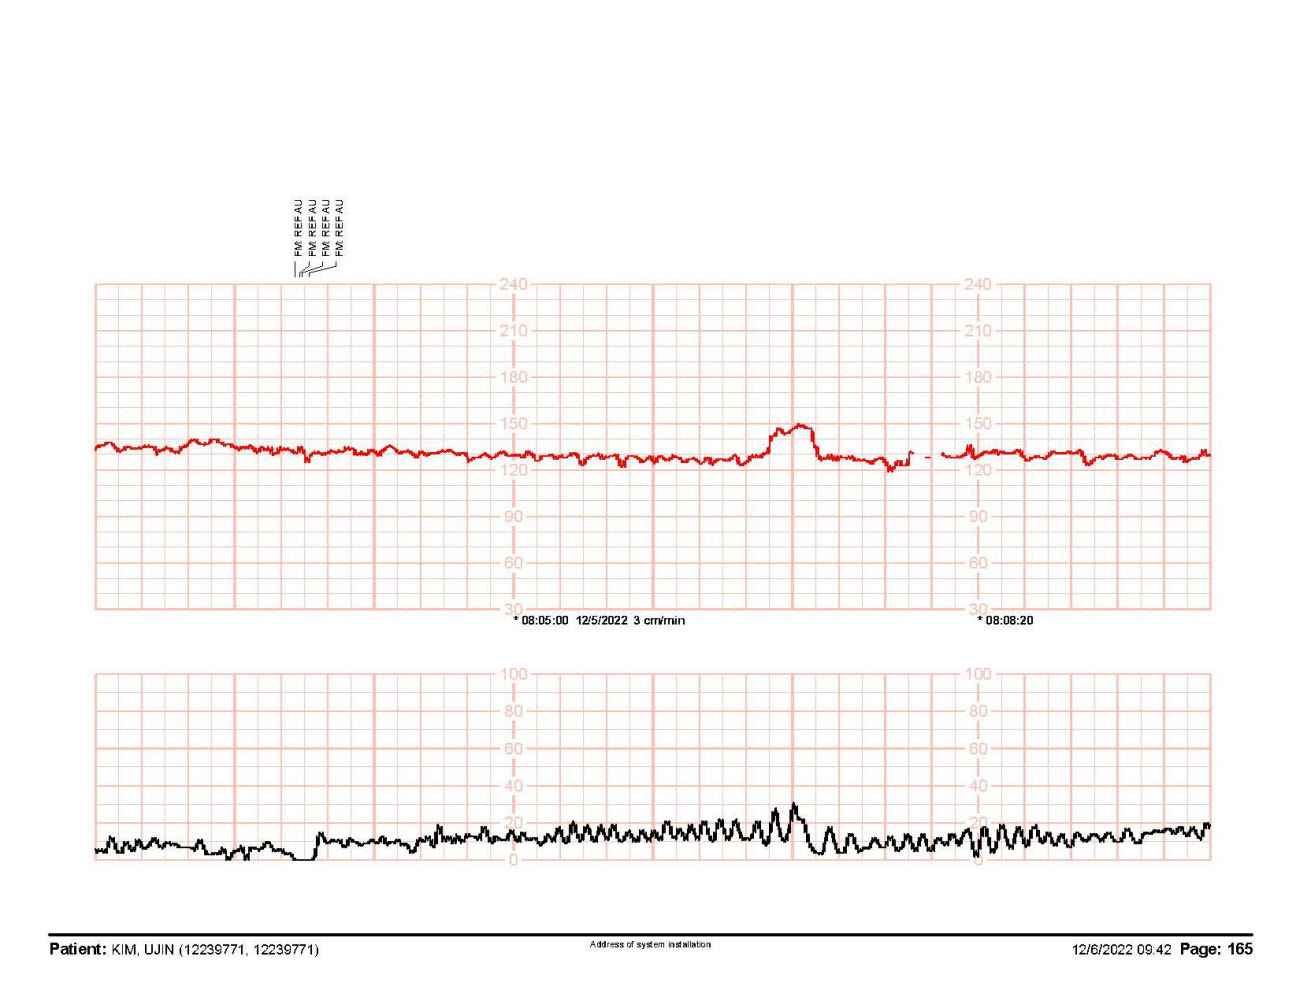 FM: REF AU
FM: REF AU
FM: REF AU
FM: REF AU
240 240
210 210
180 180
150 150
120 120
90 90
60 60
30 30
* 08:05:00 12/5/2022 3 cm/min * 08:08:20
100 100
80 80
60 60
40 40
20 20
0 0
Patient: KIM, UJIN (12239771, 12239771) Address of system installation 12/6/2022 09:42 Page: 165